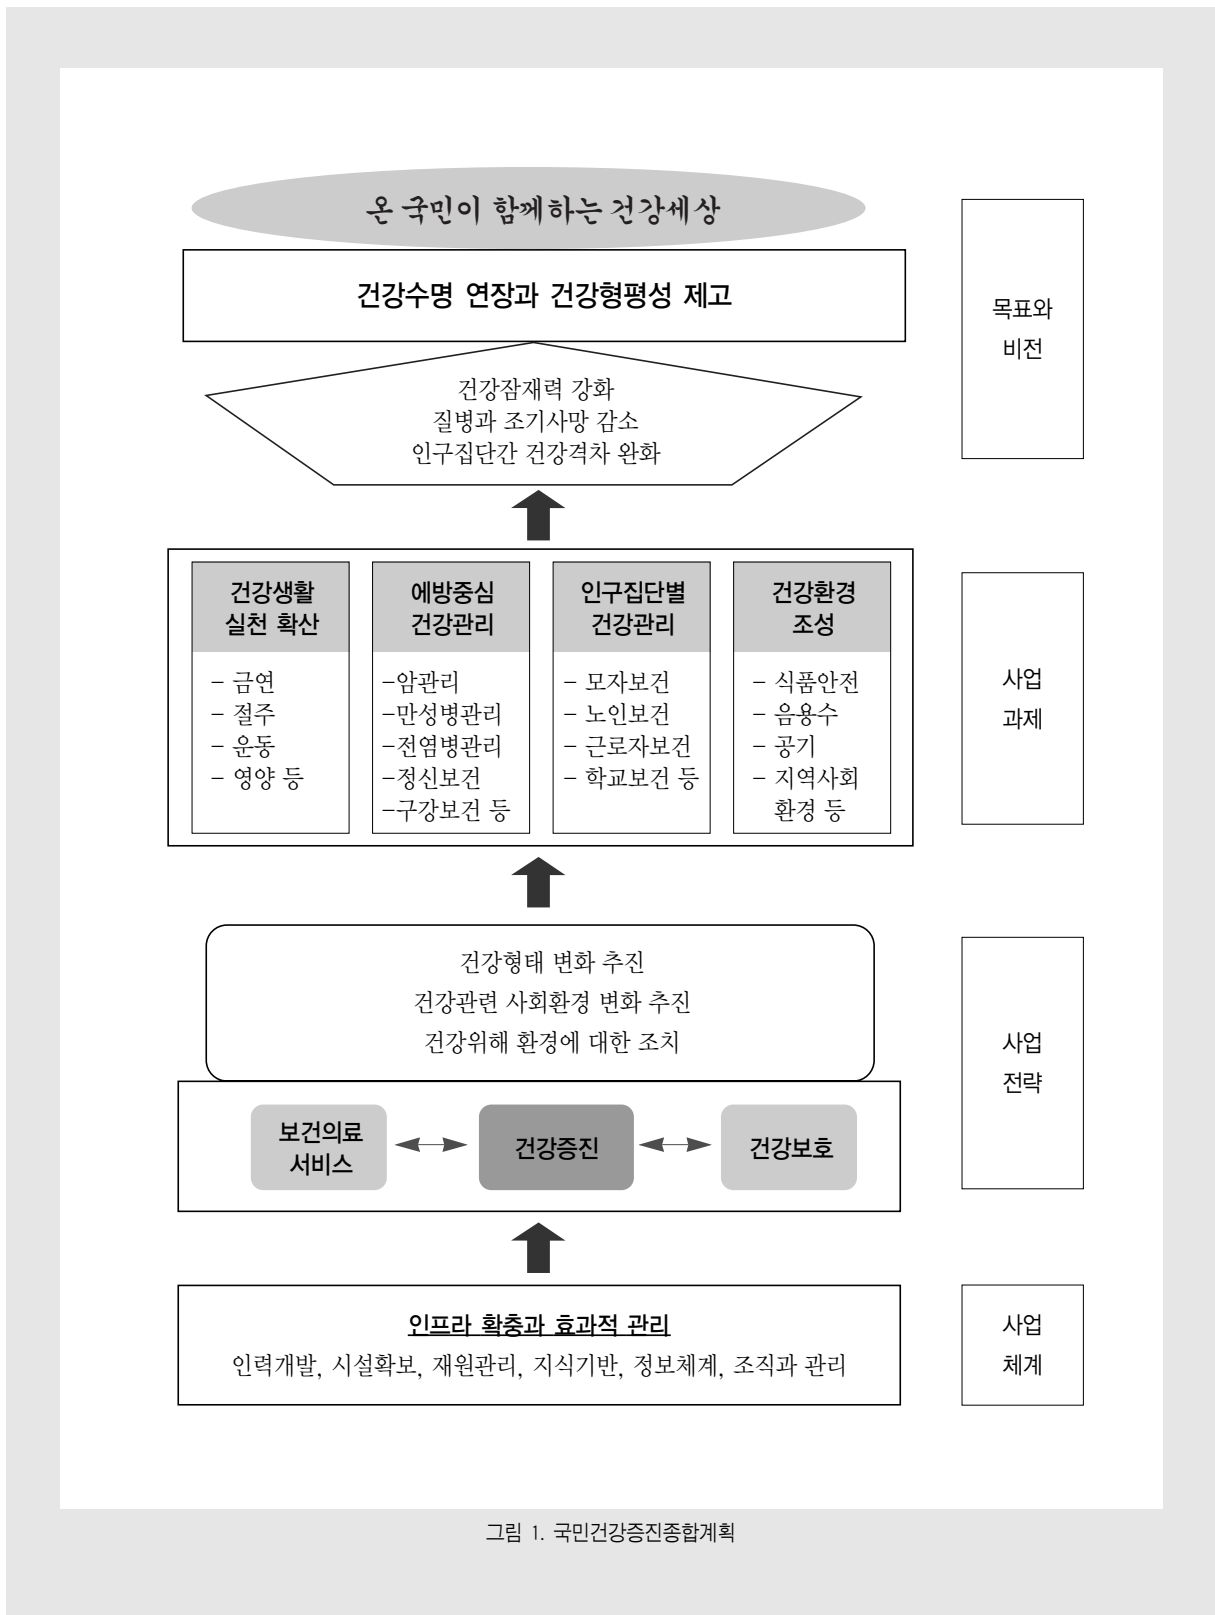 온 국민이 함께하는 건강세상
건강수명 연장과 건강형평성 제고
건강잠재력 강화
질병과 조기사망 감소
인구집단간 건강격차 완화
목표와
비전
건강생활
실천 확산
- 금연
- 절주
- 운동
- 영양 등
에방중심
건강관리
-암관리
-만성병관리
-전염병관리
-정신보건
-구강보건 등
인구집단별
건강관리
- 모자보건
- 노인보건
- 근로자보건
- 학교보건 등
건강환경
조성
- 식품안전
- 음용수
- 공기
- 지역사회
환경 등
사업
과제
건강형태 변화 추진
건강관련 사회환경 변화 추진
건강위해 환경에 대한 조치
보건의료
서비스
건강증진
건강보호
사업
전략
인프라 확충과 효과적 관리
인력개발, 시설확보, 재원관리, 지식기반, 정보체계, 조직과 관리
사업
체계
그림 1. 국민건강증진종합계획